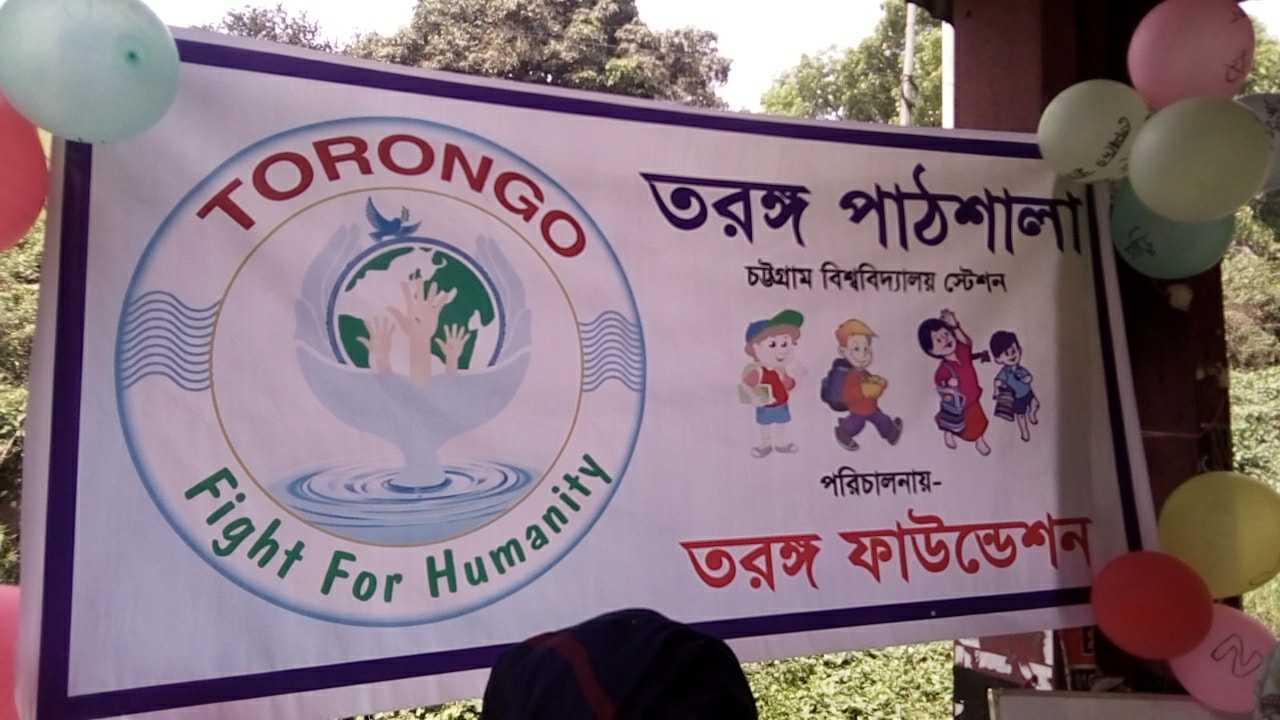 TORONGO
Fight For Humanity
তরঙ্গ পাঠশালা
চট্টগ্রাম বিশ্ববিদ্যালয় স্টেশন
পরিচালনায়-
তরঙ্গ ফাউন্ডেশন